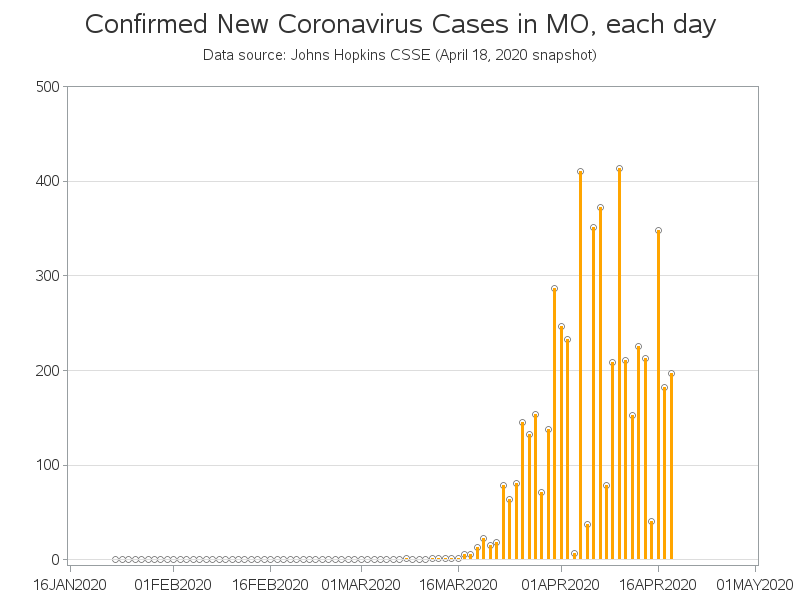 Confirmed New Coronavirus Cases in MO, each day
Data source: Johns Hopkins CSSE (April 18, 2020 snapshot)
500
400
300
200
100
0
16JAN2020 01FEB2020 16FEB2020 01MAR2020 16MAR2020 01APR2020 16APR2020 01MAY2020